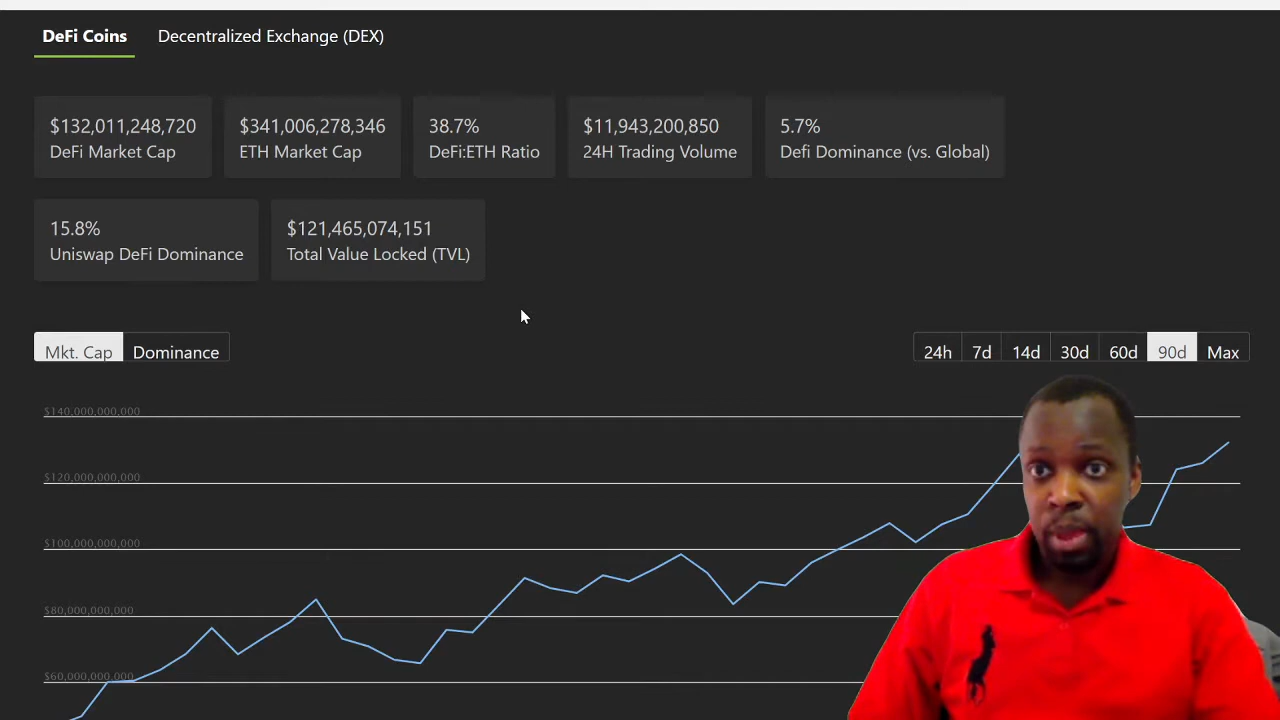 DeFi Coins
Decentralized Exchange (DEX)
$132,011,248,720
DeFi Market Cap
$341,006,278,346
ETH Market Cap
38.7%
DeFi:ETH Ratio
$11,943,200,850
24H Trading Volume
5.7%
Defi Dominance (vs. Global)
15.8%
Uniswap DeFi Dominance
$121,465,074,151
Total Value Locked (TVL)
Mkt. Cap
Dominance
24h
7d
14d
30d
60d
90d
Max
$140,000,000,000
$120,000,000,000
$100,000,000,000
$80,000,000,000
$60,000,000,000